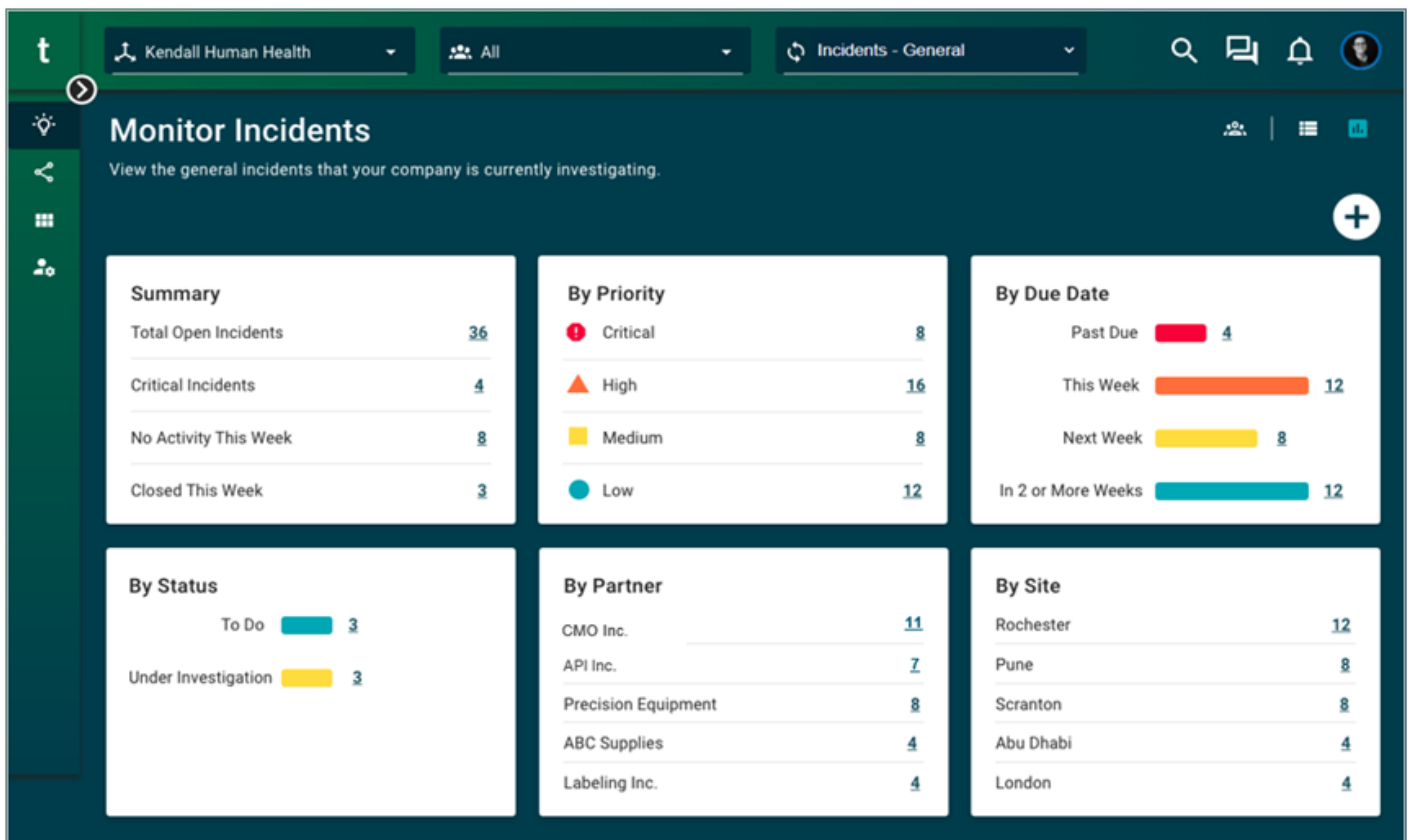 t
Kendall Human Health
All
Incidents - General
Monitor Incidents
View the general incidents that your company is currently investigating.
Summary
Total Open Incidents 36
Critical Incidents 4
No Activity This Week 8
Closed This Week 3
By Priority
Critical 8
High 16
Medium 8
Low 12
By Due Date
Past Due 4
This Week 12
Next Week 8
In 2 or More Weeks 12
By Status
To Do 3
Under Investigation 3
By Partner
CMO Inc. 11
API Inc. 7
Precision Equipment 8
ABC Supplies 4
Labeling Inc. 4
By Site
Rochester 12
Pune 8
Scranton 8
Abu Dhabi 4
London 4